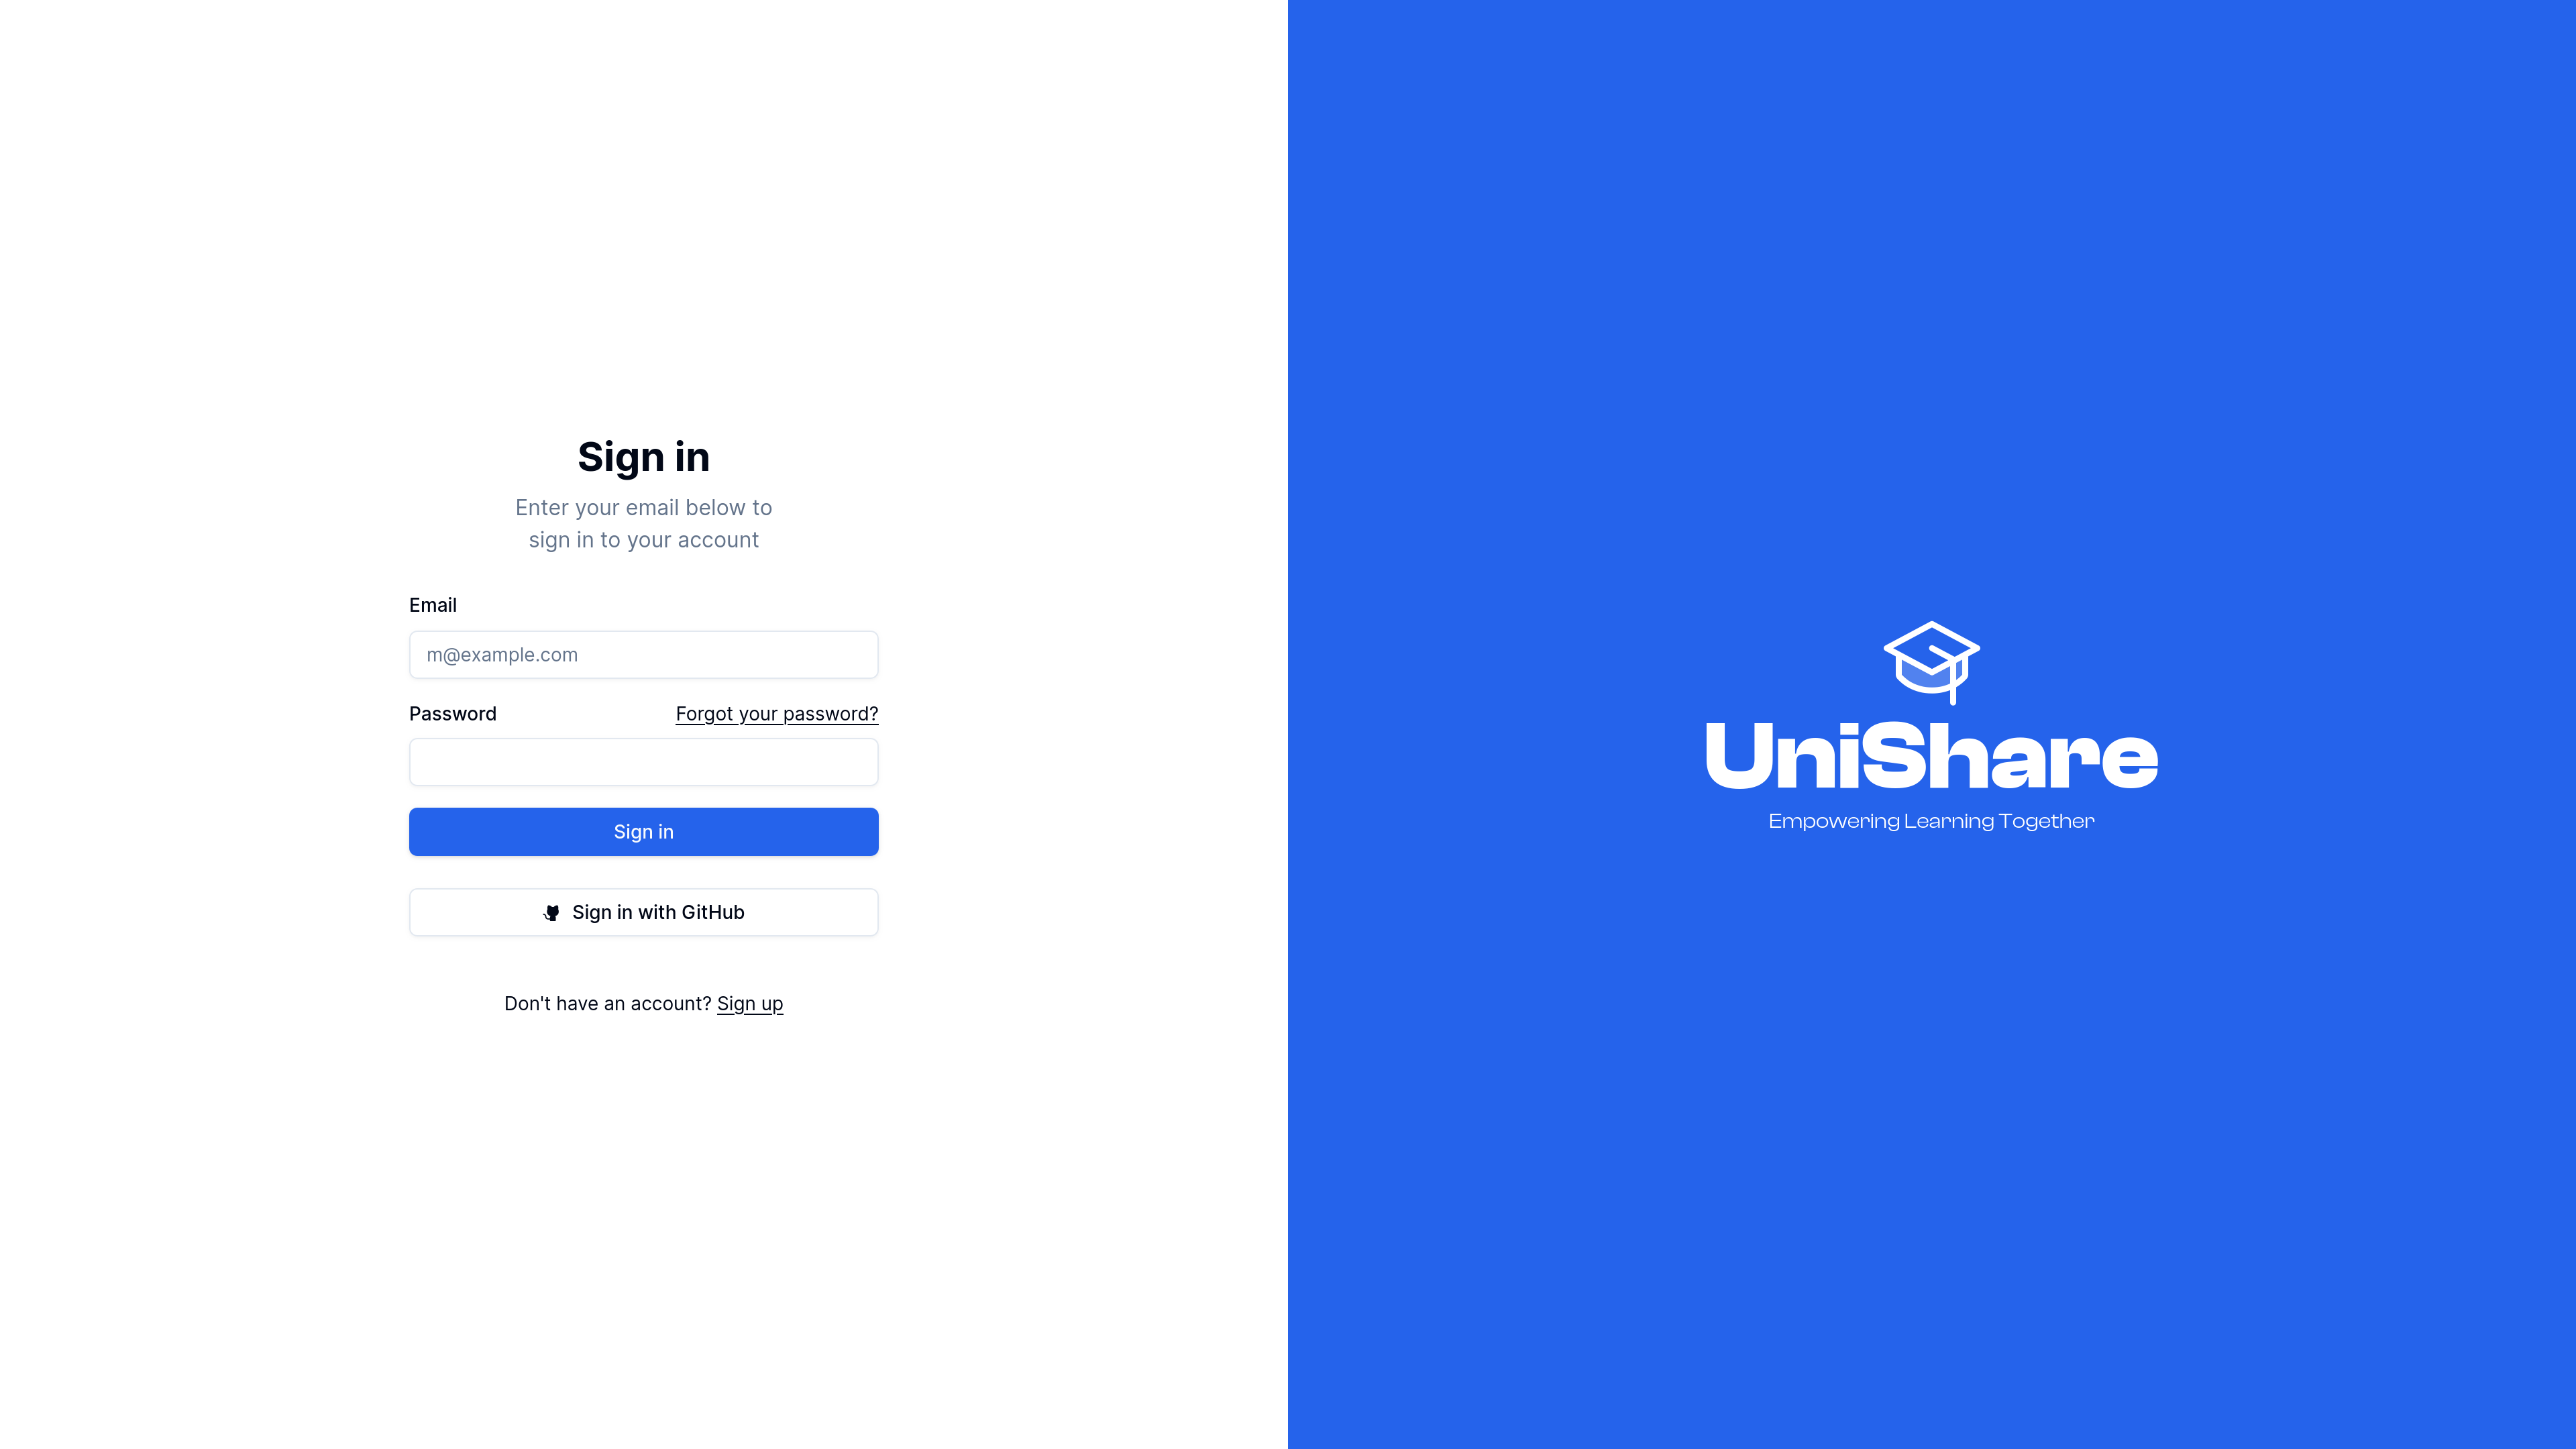 Sign in
Enter your email below to
sign in to your account
Email
m@example.com
Password
Forgot your password?
Sign in
Sign in with GitHub
Don't have an account? Sign up
UniShare
Empowering Learning Together